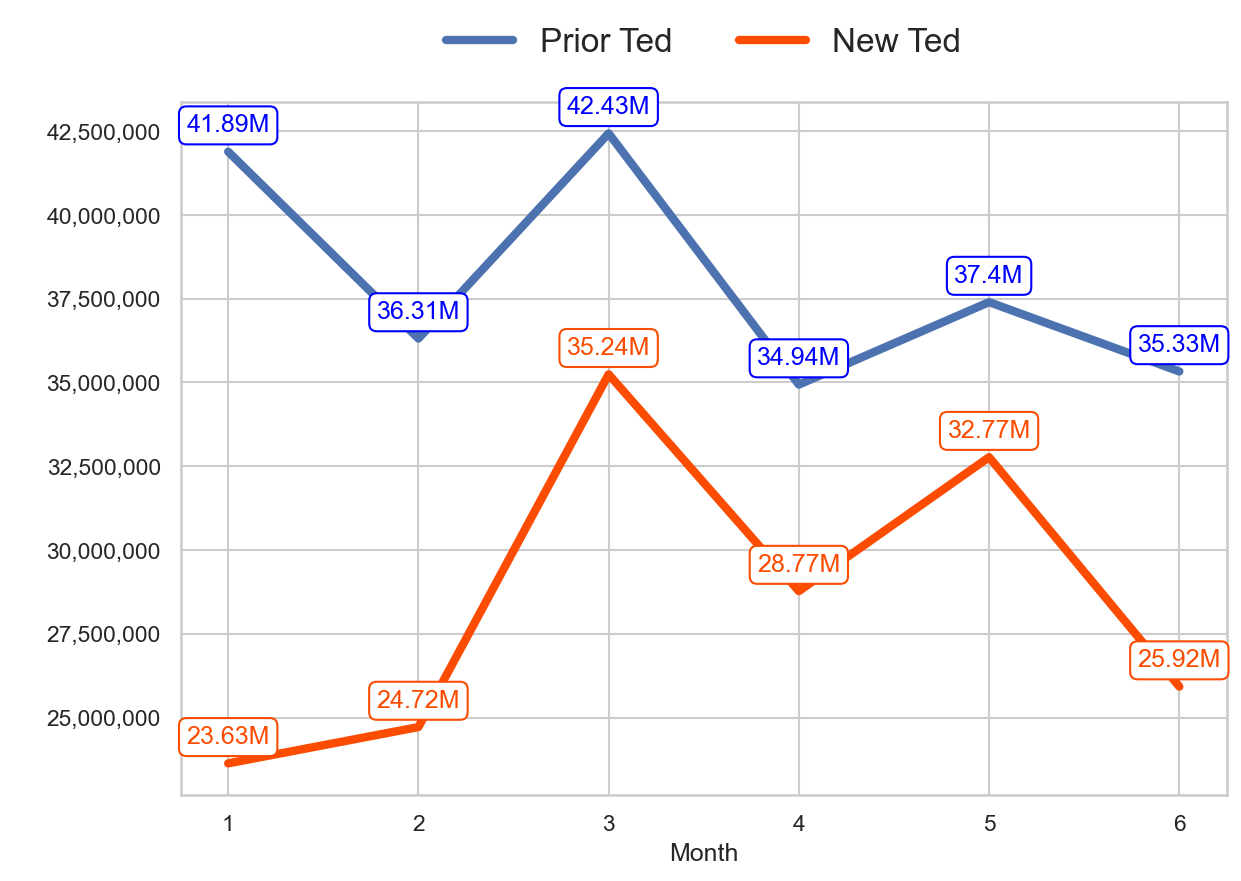 Prior Ted New Ted
42.43M
41.89M
42,500,000
40,000,000
37.4M
37,500,000
36.31M
35.33M
34.94M
35.24M
35,000,000
32.77M
32,500,000
28.77M
30,000,000
27,500,000
25.92M
24.72M
25,000,000
23.63M
1 2 3 4 5 6
Month